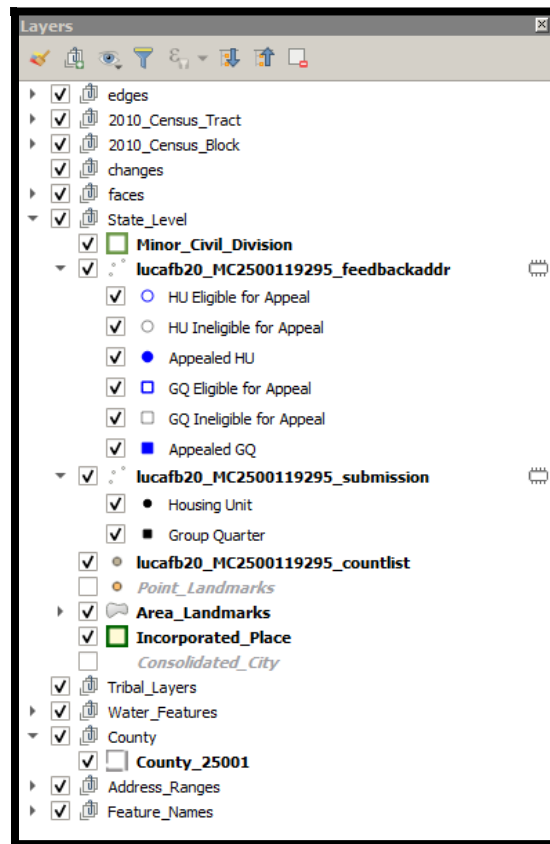 Layers
edges
2010_Census_Tract
2010_Census_Block
changes
faces
State_Level
Minor_Civil_Division
lucafb20_MC2500119295_feedbackaddr
HU Eligible for Appeal
HU Ineligible for Appeal
Appealed HU
GQ Eligible for Appeal
GQ Ineligible for Appeal
Appealed GQ
lucafb20_MC2500119295_submission
Housing Unit
Group Quarter
lucafb20_MC2500119295_countlist
Point_Landmarks
Area_Landmarks
Incorporated_Place
Consolidated_City
Tribal_Layers
Water_Features
County
County_25001
Address_Ranges
Feature_Names